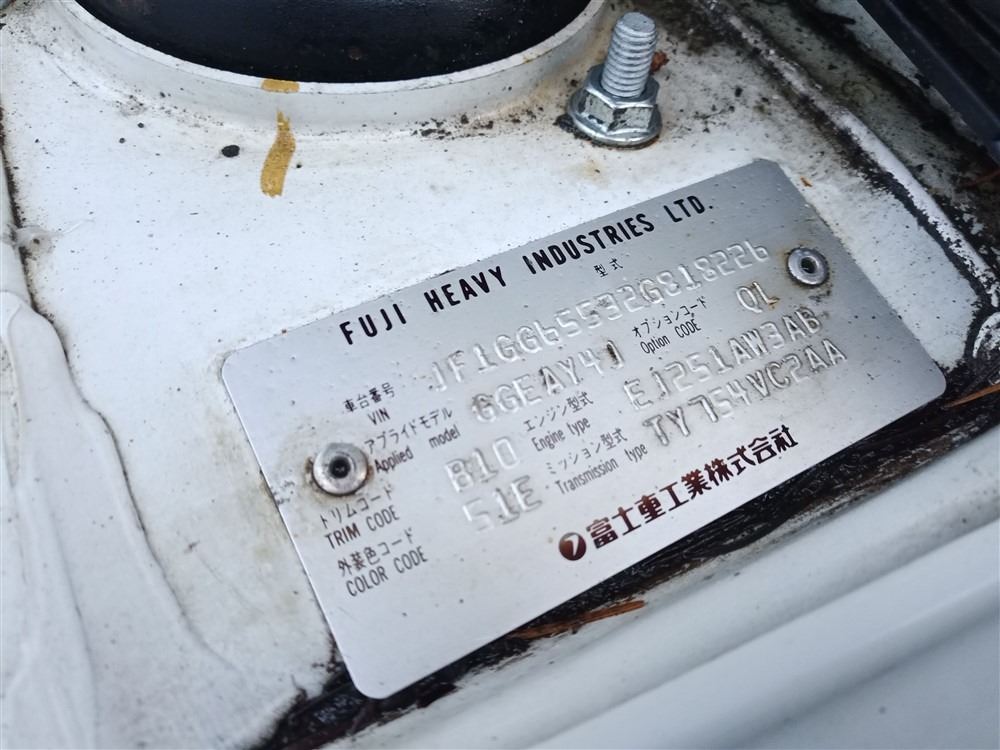 FUJI HEAVY INDUSTRIES LTD.
型式
車台番号
VIN JF1GG65532G818226
アプライドモデル
Applied model GGEAY4J
オプションコード
Option CODE QL
トリムコード
TRIM CODE B10
エンジン型式
Engine type EJ251AW3AB
外装色コード
COLOR CODE 51E
ミッション型式
Transmission type TY754VC2AA
富士重工業株式会社